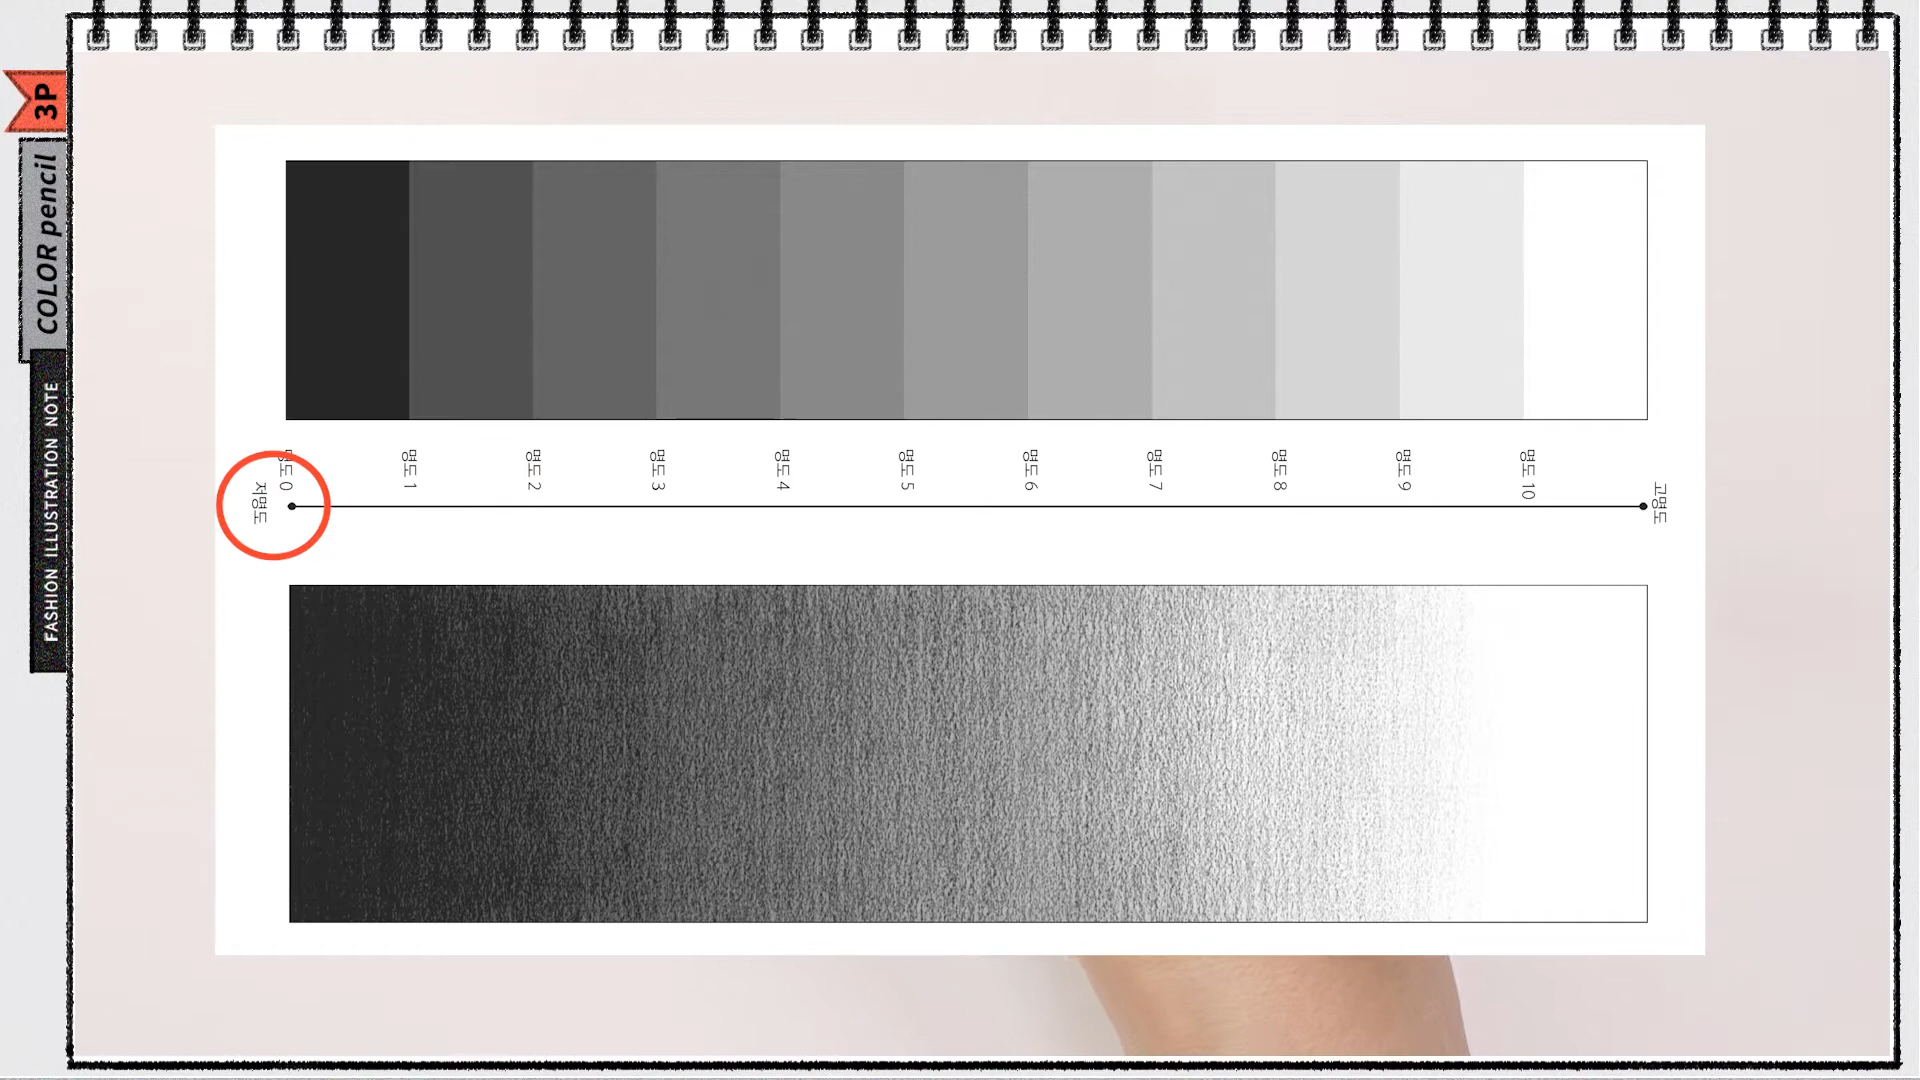 3P
COLOR pencil
FASHION ILLUSTRATION NOTE
명도 0
명도 1
명도 2
명도 3
명도 4
명도 5
명도 6
명도 7
명도 8
명도 9
명도 10
저명도
고명도